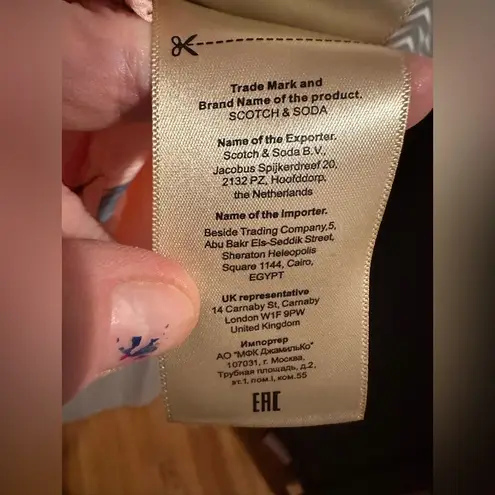 Trade Mark and
Brand Name of the product.
SCOTCH & SODA
Name of the Exporter.
Scotch & Soda B.V.,
Jacobus Spijkerdreef 20,
2132 PZ, Hoofddorp,
the Netherlands
Name of the Importer.
Beside Trading Company,5,
Abu Bakr Els-Seddik Street,
Sheraton Heleopolis
Square 1144, Cairo,
EGYPT
UK representative
14 Carnaby St, Carnaby
London W1F 9PW
United Kingdom
Импортер
АО "МФК ДжамильКо"
107031, г. Москва,
Трубная площадь, д.2,
эт.1, пом.I, ком.55
EAC